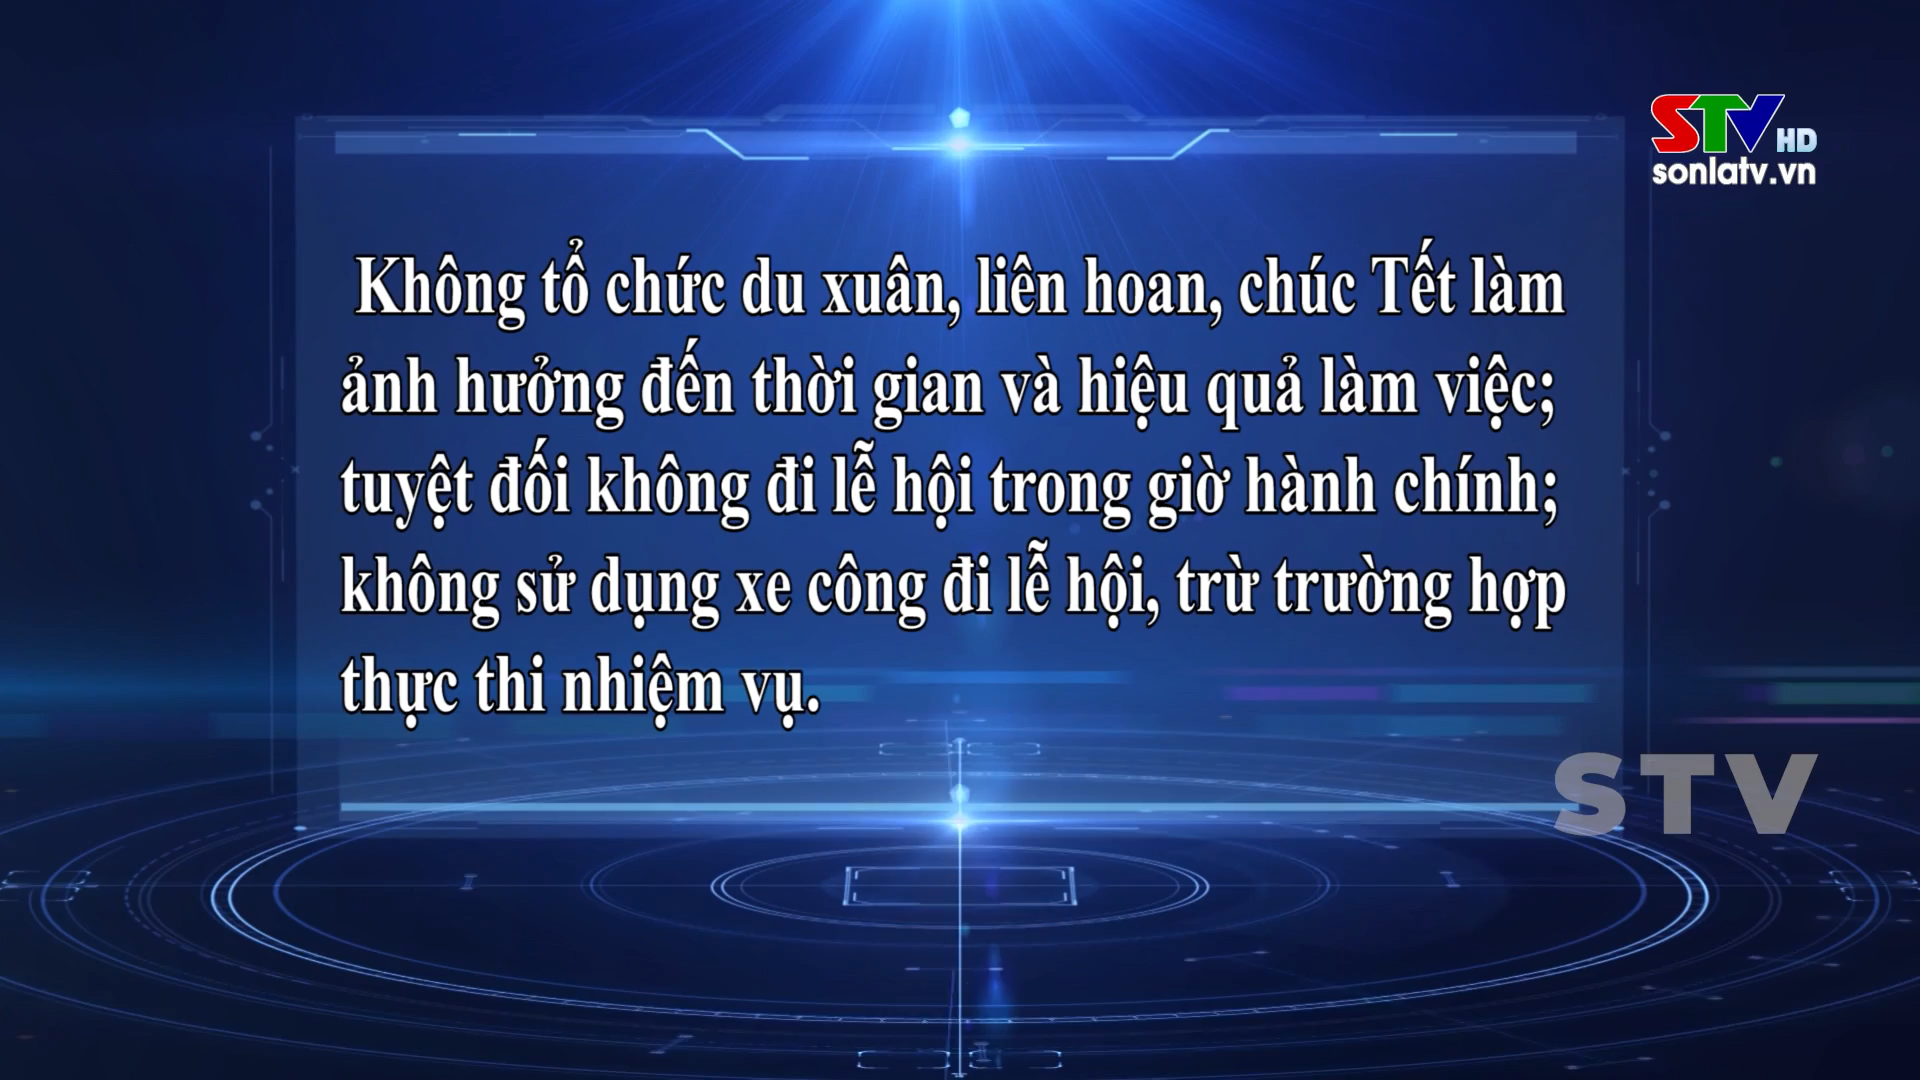 STV HD
sonlatv.vn
Không tổ chức du xuân, liên hoan, chúc Tết làm
ảnh hưởng đến thời gian và hiệu quả làm việc;
tuyệt đối không đi lễ hội trong giờ hành chính;
không sử dụng xe công đi lễ hội, trừ trường hợp
thực thi nhiệm vụ.
STV